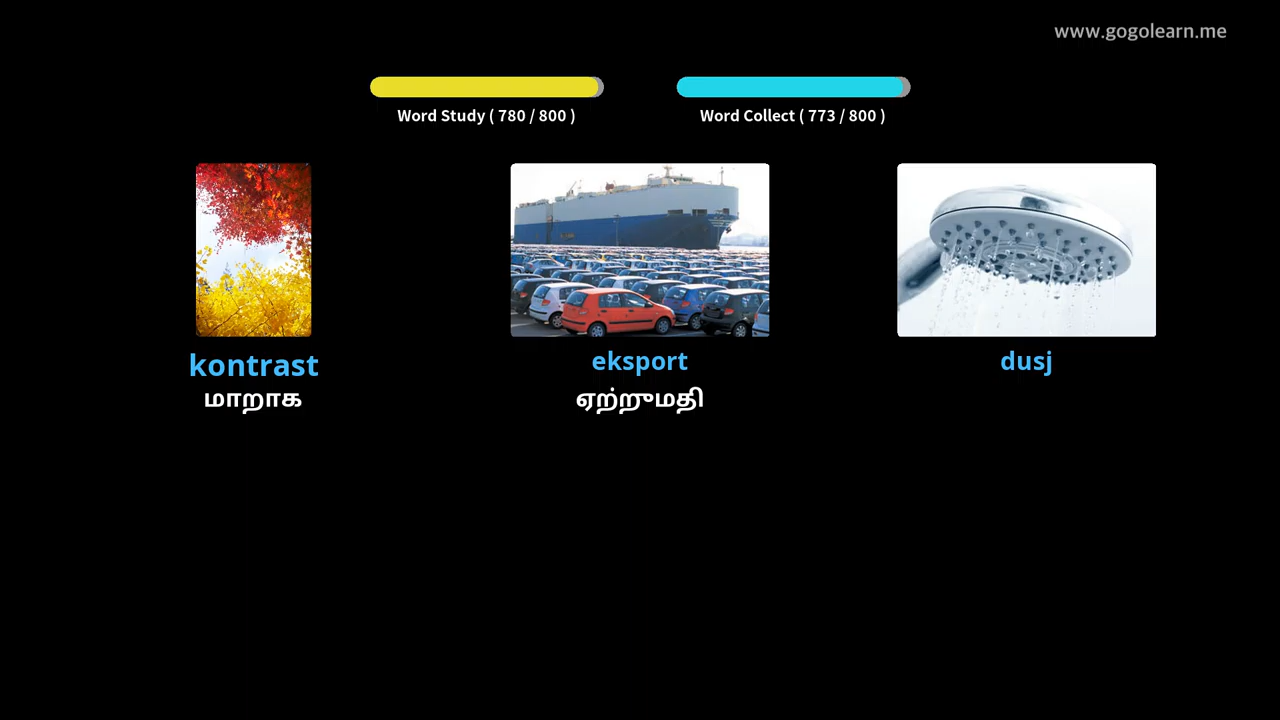 www.gogolearn.me
Word Study ( 780 / 800 )
Word Collect ( 773 / 800 )
kontrast
மாறாக
eksport
ஏற்றுமதி
dusj